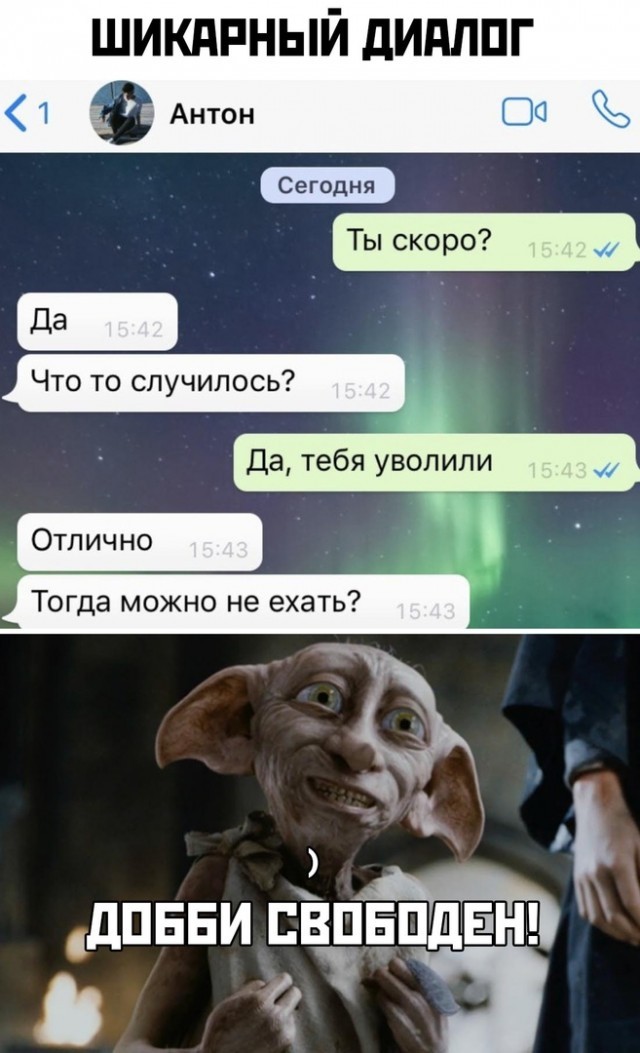 ШИКАРНЫЙ ДИАЛОГ
1 Антон
Сегодня
Ты скоро? 15:42
Да 15:42
Что то случилось? 15:42
Да, тебя уволили 15:43
Отлично 15:43
Тогда можно не ехать? 15:43
)
ДОББИ СВОБОДЕН!